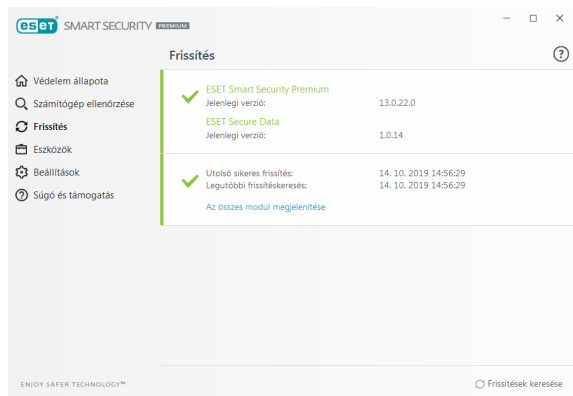 eset SMART SECURITY PREMIUM
Frissítés
Védelem állapota
Számítógép ellenőrzése
Frissítés
Eszközök
Beállítások
Súgó és támogatás
ESET Smart Security Premium
Jelenlegi verzió: 13.0.22.0
ESET Secure Data
Jelenlegi verzió: 1.0.14
Utolsó sikeres frissítés: 14. 10. 2019 14:56:29
Legutóbbi frissítéskeresés: 14. 10. 2019 14:56:29
Az összes modul megjelenítése
ENJOY SAFER TECHNOLOGY™
Frissítések keresése